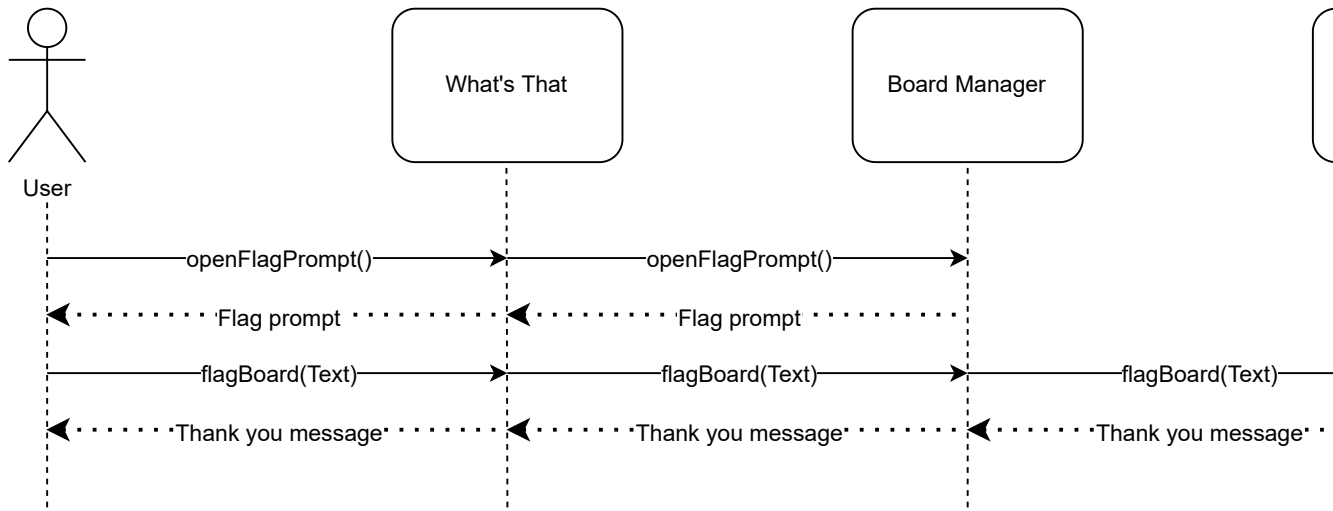 What's That
Board Manager
User
openFlagPrompt()
openFlagPrompt()
Flag prompt
Flag prompt
flagBoard(Text)
flagBoard(Text)
flagBoard(Text)
Thank you message
Thank you message
Thank you message